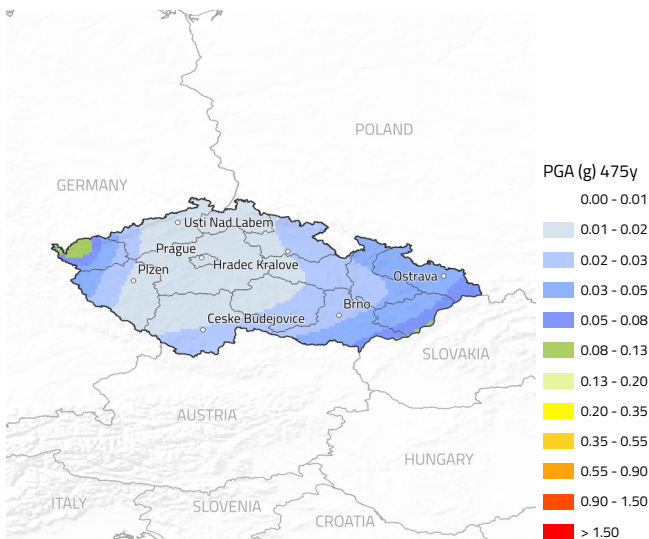 POLAND
GERMANY
PGA (g) 475y
0.00 - 0.01
Usti Nad Labem
0.01 - 0.02
Prague
0.02 - 0.03
Hradec Kralove
Plzen
Ostrava
0.03 - 0.05
Brno
Ceske Budejovice
0.05 - 0.08
0.08 - 0.13
SLOVAKIA
0.13 - 0.20
AUSTRIA
0.20 - 0.35
0.35 - 0.55
HUNGARY
0.55 - 0.90
ITALY
SLOVENIA
0.90 - 1.50
CROATIA
> 1.50